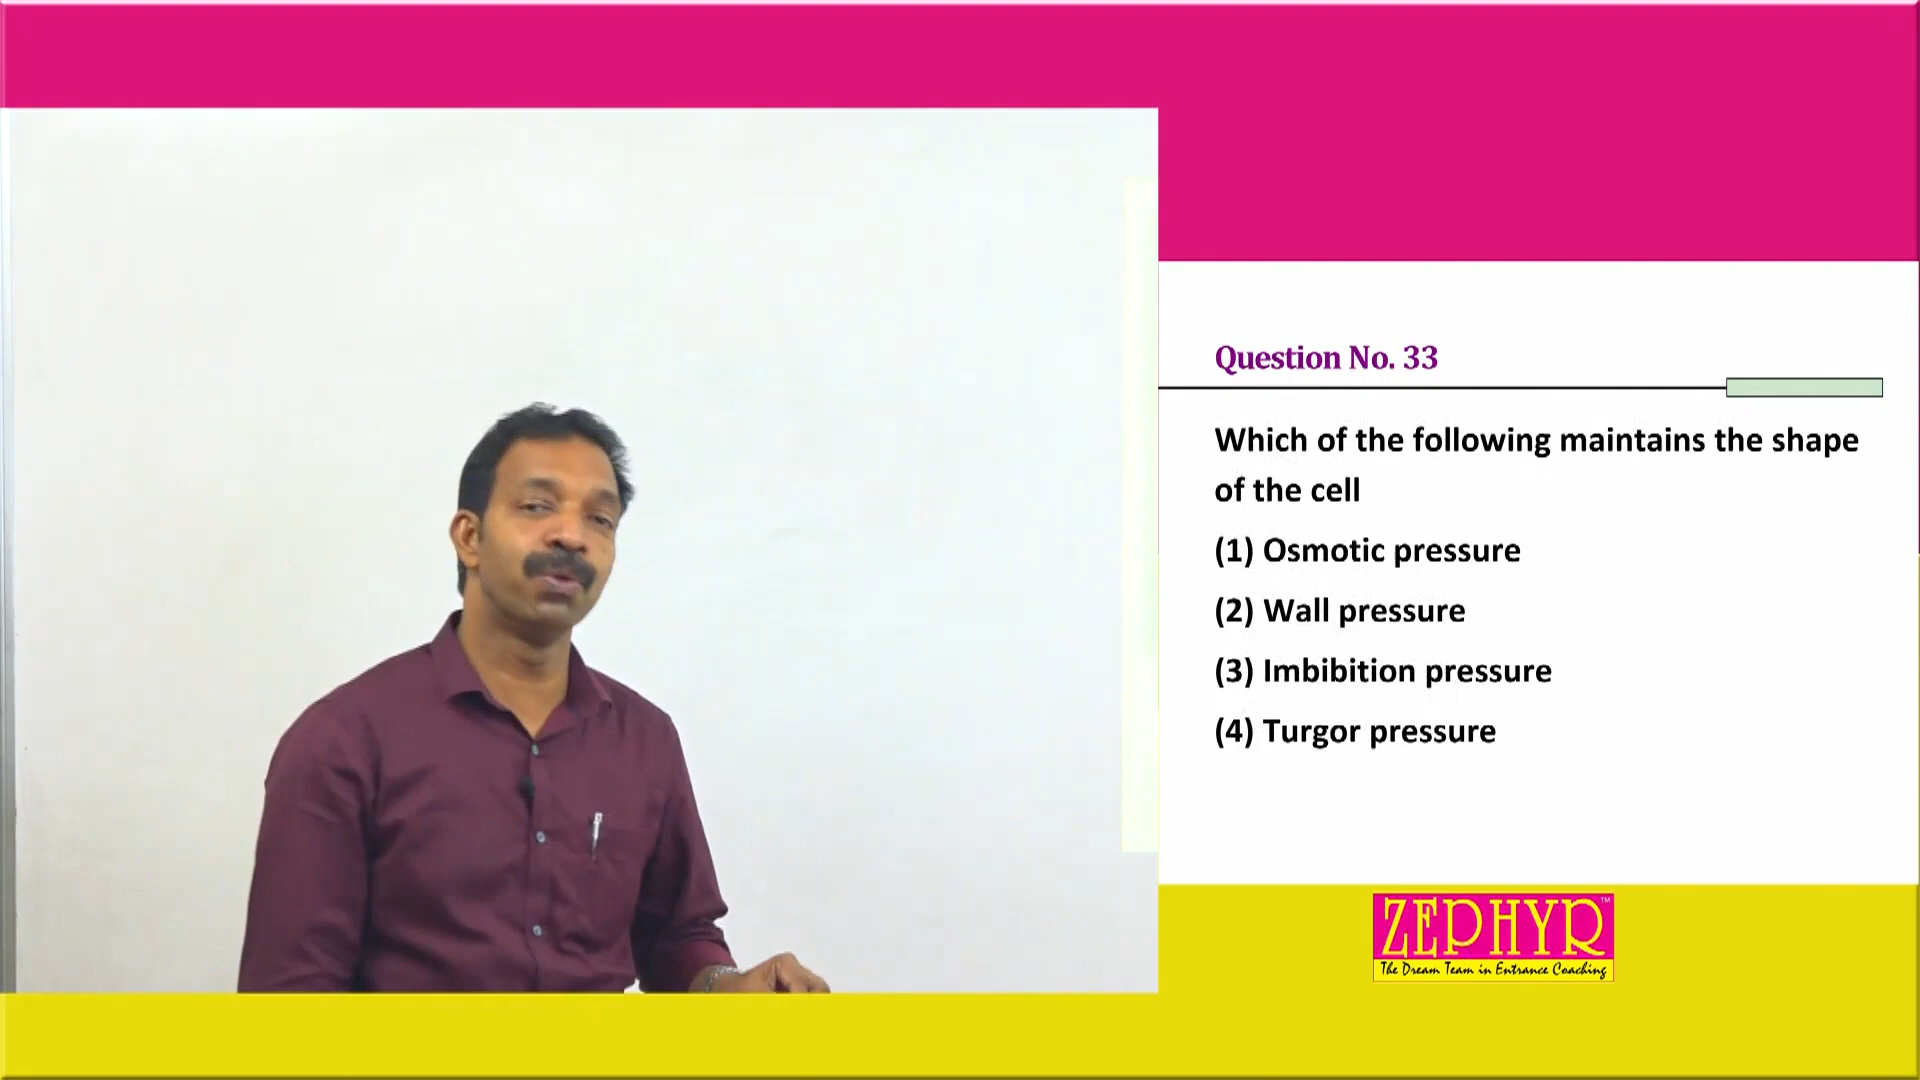 Question No. 33
Which of the following maintains the shape
of the cell
(1) Osmotic pressure
(2) Wall pressure
(3) Imbibition pressure
(4) Turgor pressure
ZEPHYR™
The Dream Team in Entrance Coaching